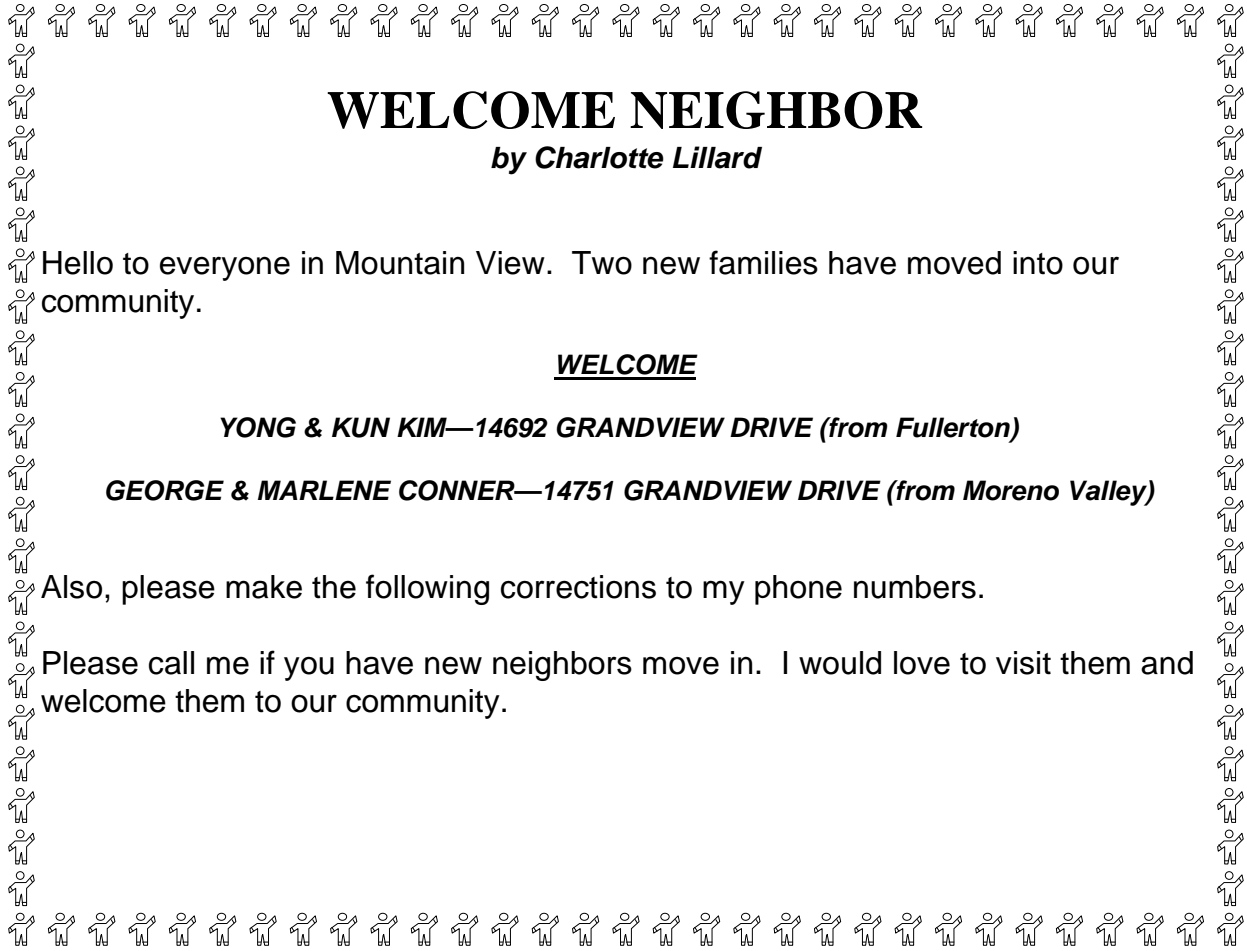 WELCOME NEIGHBOR
by Charlotte Lillard
Hello to everyone in Mountain View.  Two new families have moved into our
community.
WELCOME
YONG & KUN KIM—14692 GRANDVIEW DRIVE (from Fullerton)
GEORGE & MARLENE CONNER—14751 GRANDVIEW DRIVE (from Moreno Valley)
Also, please make the following corrections to my phone numbers.
Please call me if you have new neighbors move in.  I would love to visit them and
welcome them to our community.